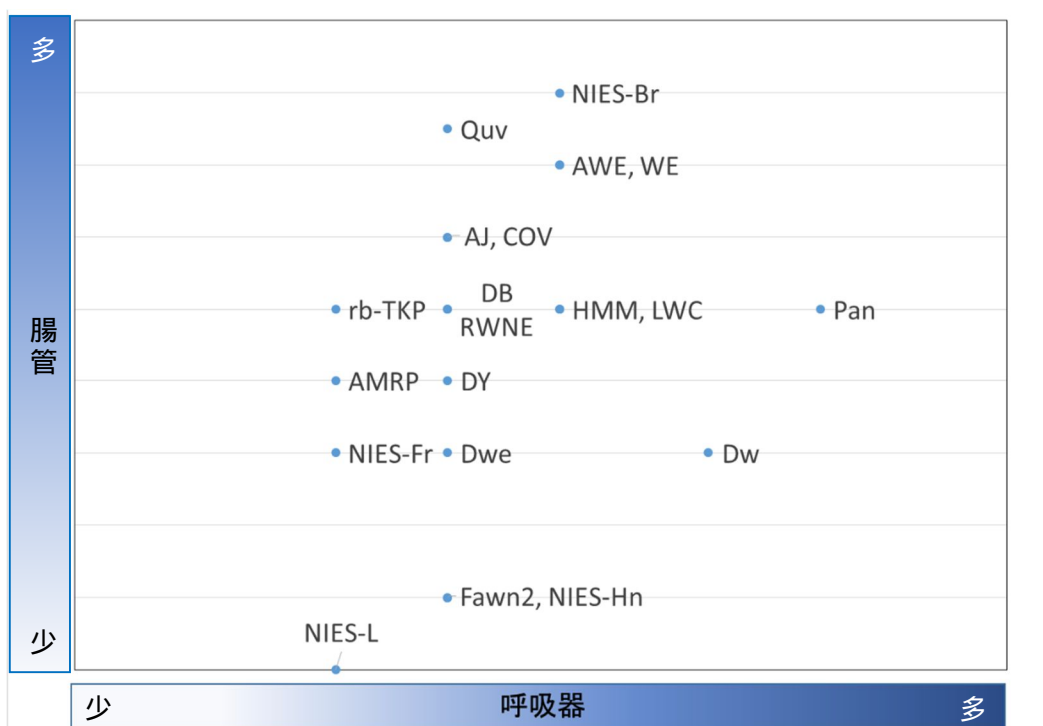 多
NIES-Br
Quv
AWE, WE
AJ, COV
腸
管
rb-TKP
DB
RWNE
HMM, LWC
Pan
AMRP
DY
NIES-Fr
Dwe
Dw
Fawn2, NIES-Hn
NIES-L
少
少
呼吸器
多